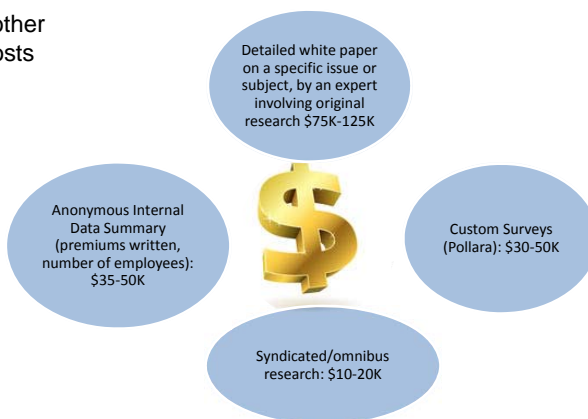 other
osts
Detailed white paper
on a specific issue or
subject, by an expert
involving original
research $75K-125K
Anonymous Internal
Data Summary
(premiums written,
number of employees):
$35-50K
Custom Surveys
(Pollara): $30-50K
Syndicated/omnibus
research: $10-20K